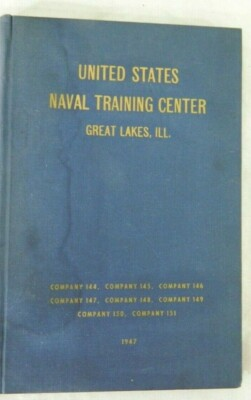 UNITED STATES
NAVAL TRAINING CENTER
GREAT LAKES, ILL.
COMPANY 144, COMPANY 145, COMPANY 146
COMPANY 147, COMPANY 148, COMPANY 149
COMPANY 150, COMPANY 151
1947